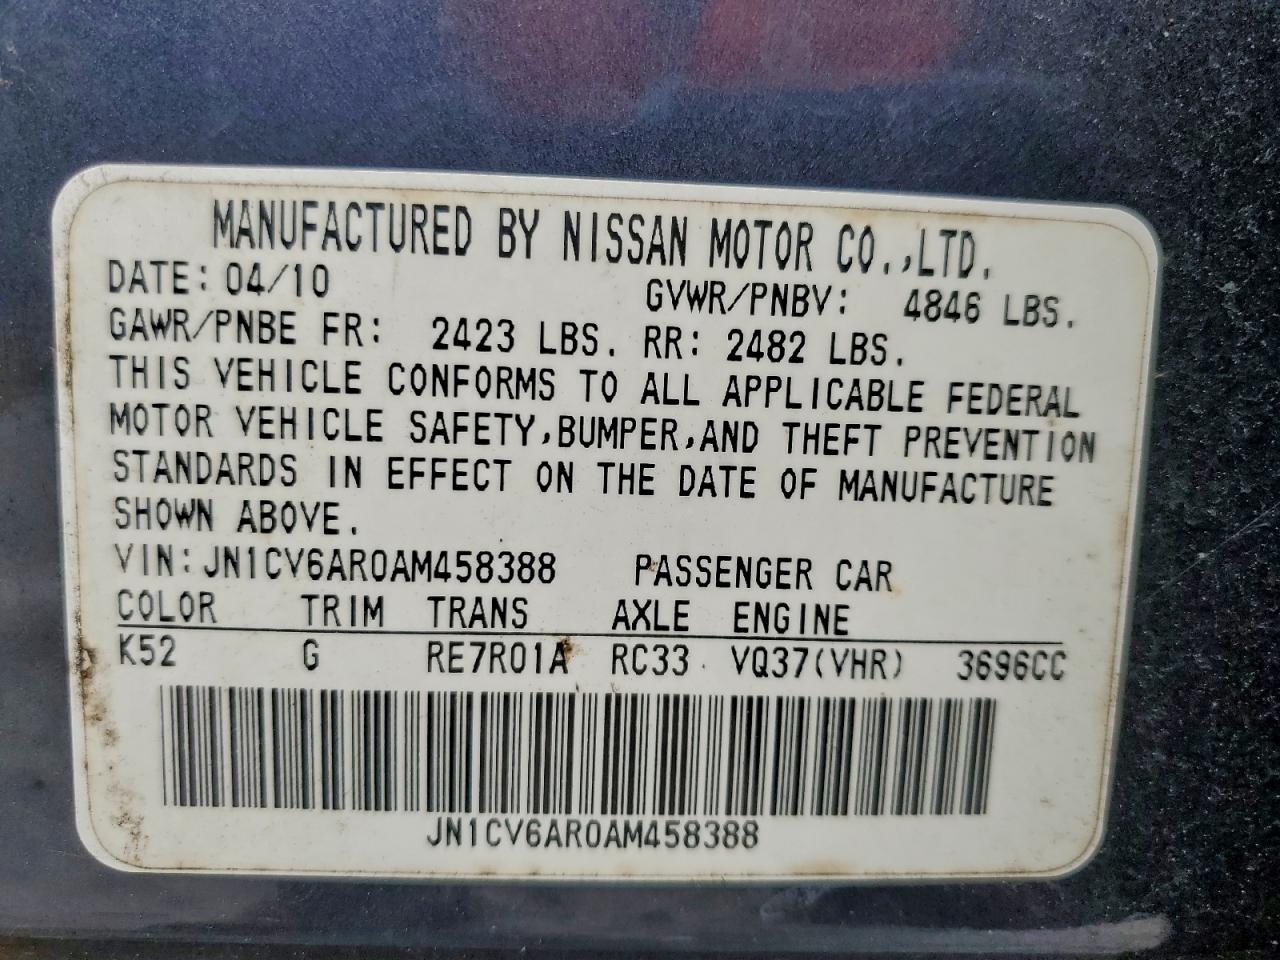 MANUFACTURED BY NISSAN MOTOR CO.,LTD.
DATE: 04/10 GVWR/PNBV: 4846 LBS.
GAWR/PNBE FR: 2423 LBS. RR: 2482 LBS.
THIS VEHICLE CONFORMS TO ALL APPLICABLE FEDERAL
MOTOR VEHICLE SAFETY,BUMPER,AND THEFT PREVENTION
STANDARDS IN EFFECT ON THE DATE OF MANUFACTURE
SHOWN ABOVE.
VIN:JN1CV6AR0AM458388 PASSENGER CAR
COLOR TRIM TRANS AXLE ENGINE
K52 G RE7R01A RC33 VQ37(VHR) 3696CC
JN1CV6AR0AM458388